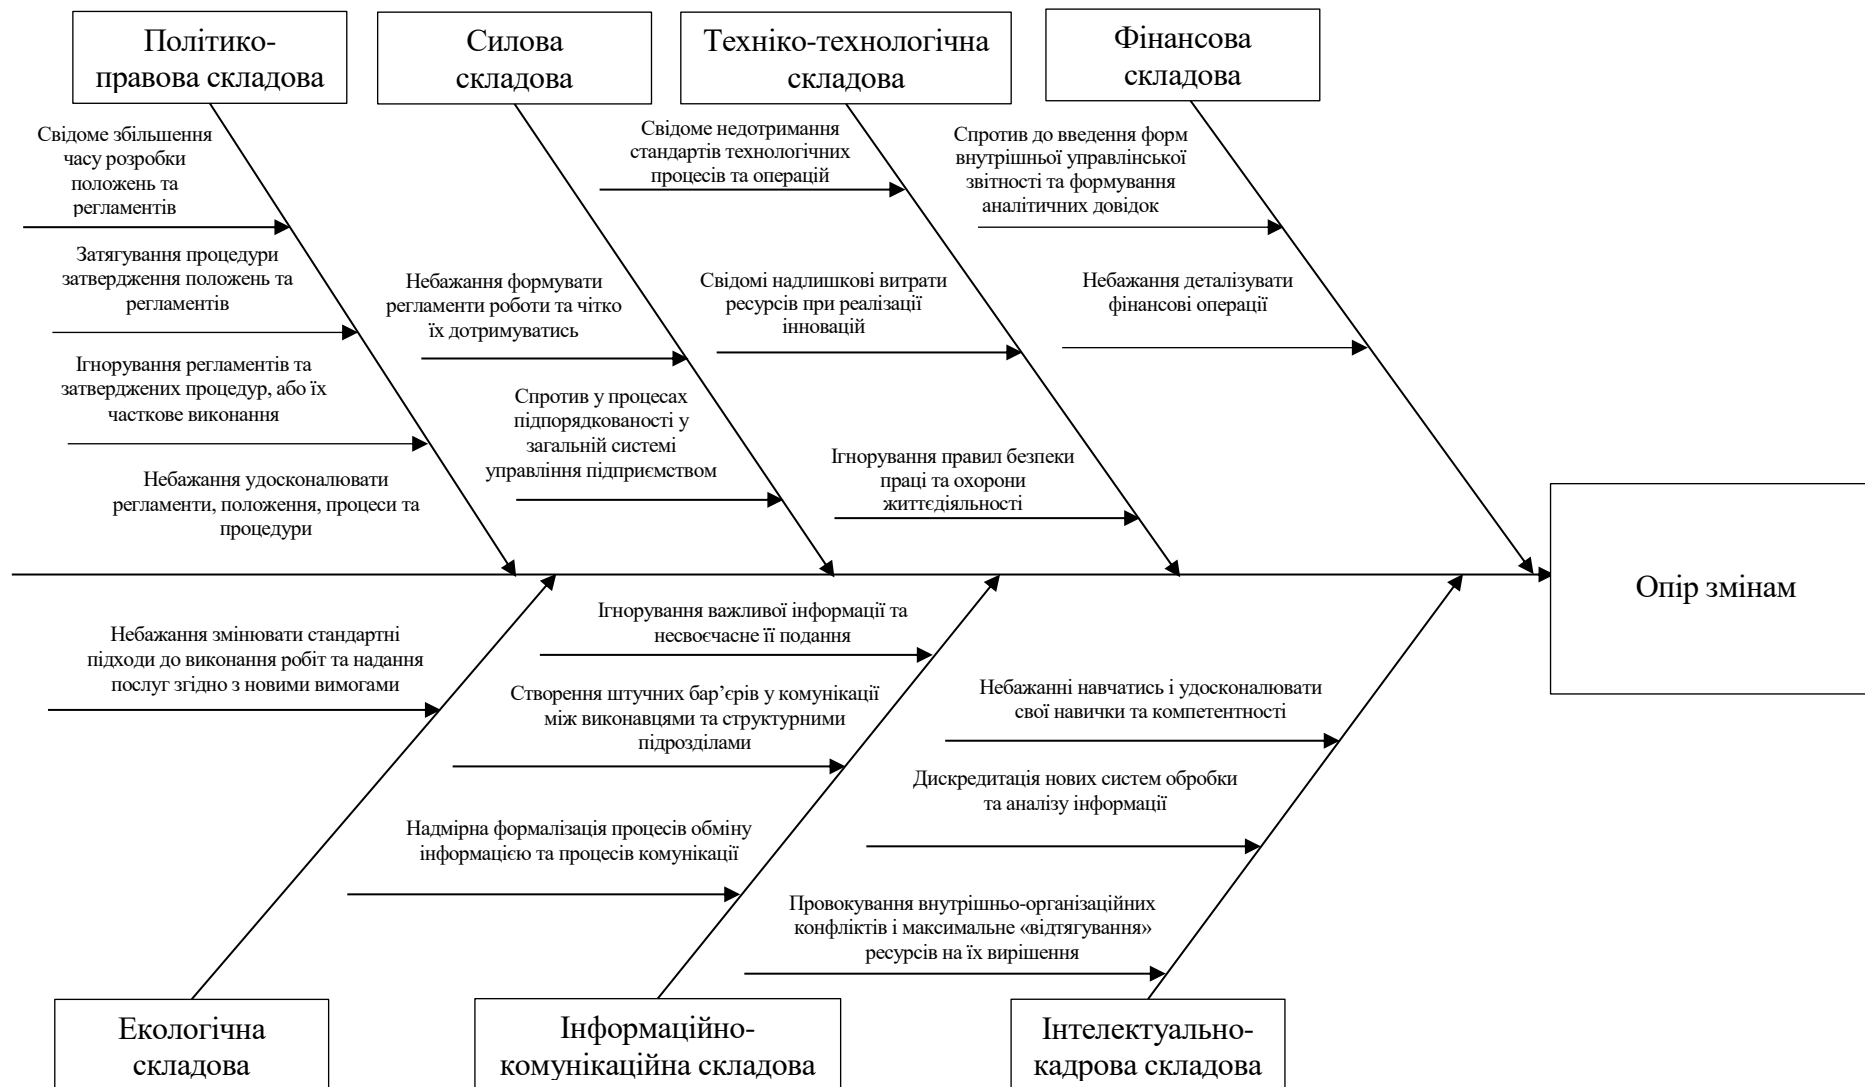 Політико-
правова складова
Силова
складова
Техніко-технологічна
складова
Фінансова
складова
Свідоме збільшення
часу розробки
положень та
регламентів
Затягування процедури
затвердження положень та
регламентів
Ігнорування регламентів та
затверджених процедур, або їх
часткове виконання
Небажання удосконалювати
регламенти, положення, процеси та
процедури
Небажання формувати
регламенти роботи та чітко
їх дотримуватись
Спротив у процесах
підпорядкованості у
загальній системі
управління підприємством
Свідоме недотримання
стандартів технологічних
процесів та операцій
Свідомі надлишкові витрати
ресурсів при реалізації
інновацій
Ігнорування правил безпеки
праці та охорони
життєдіяльності
Спротив до введення форм
внутрішньої управлінської
звітності та формування
аналітичних довідок
Небажання деталізувати
фінансові операції
Опір змінам
Небажання змінювати стандартні
підходи до виконання робіт та надання
послуг згідно з новими вимогами
Ігнорування важливої інформації та
несвоєчасне її подання
Створення штучних бар’єрів у комунікації
між виконавцями та структурними
підрозділами
Надмірна формалізація процесів обміну
інформацією та процесів комунікації
Небажанні навчатись і удосконалювати
свої навички та компетентності
Дискредитація нових систем обробки
та аналізу інформації
Провокування внутрішньо-організаційних
конфліктів і максимальне «відтягування»
ресурсів на їх вирішення
Екологічна
складова
Інформаційно-
комунікаційна складова
Інтелектуально-
кадрова складова